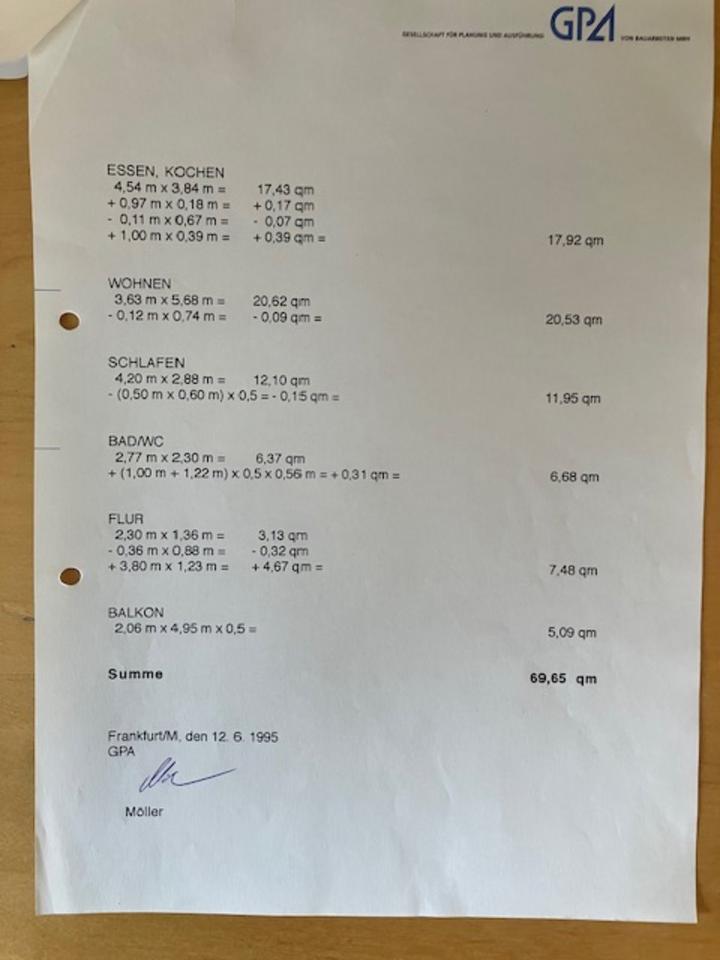 GESELLSCHAFT FÜR PLANUNG UND AUSFÜHRUNG GPA VON BAUARBEITEN MBH
ESSEN, KOCHEN
4,54 m x 3,84 m = 17,43 qm
+ 0,97 m x 0,18 m = + 0,17 qm
- 0,11 m x 0,67 m = - 0,07 qm
+ 1,00 m x 0,39 m = + 0,39 qm = 17,92 qm
WOHNEN
3,63 m x 5,68 m = 20,62 qm
- 0,12 m x 0,74 m = - 0,09 qm = 20,53 qm
SCHLAFEN
4,20 m x 2,88 m = 12,10 qm
- (0,50 m x 0,60 m) x 0,5 = - 0,15 qm = 11,95 qm
BAD/WC
2,77 m x 2,30 m = 6,37 qm
+ (1,00 m + 1,22 m) x 0,5 x 0,56 m = + 0,31 qm = 6,68 qm
FLUR
2,30 m x 1,36 m = 3,13 qm
- 0,36 m x 0,88 m = - 0,32 qm
+ 3,80 m x 1,23 m = + 4,67 qm = 7,48 qm
BALKON
2,06 m x 4,95 m x 0,5 = 5,09 qm
Summe 69,65 qm
Frankfurt/M, den 12. 6. 1995
GPA
Möller